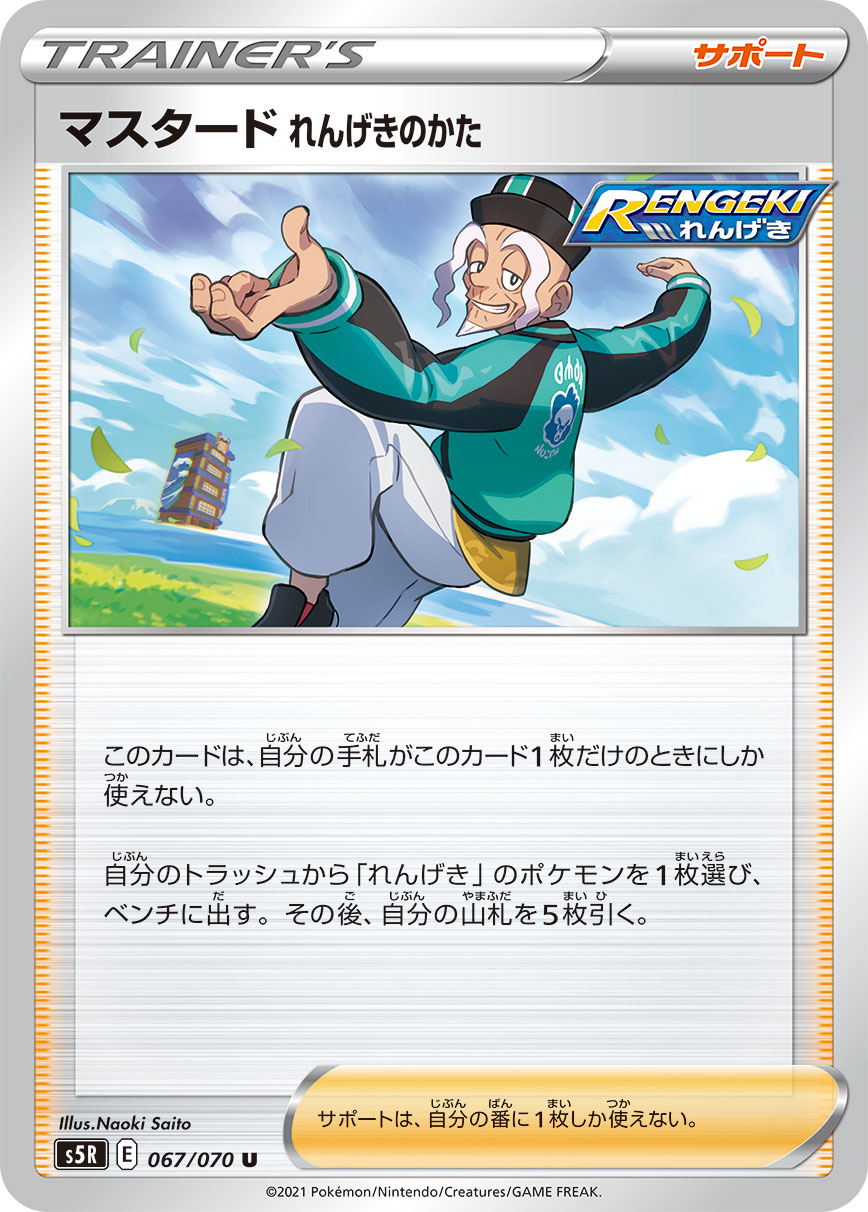 TRAINER'S
サポート
マスタード れんげきのかた
RENGEKI
れんげき
このカードは、自分の手札がこのカード1枚だけのときにしか
使えない。
自分のトラッシュから「れんげき」のポケモンを1枚選び、
ベンチに出す。その後、自分の山札を5枚引く。
サポートは、自分の番に1枚しか使えない。
Illus.Naoki Saito
s5R E 067/070 U
©2021 Pokémon/Nintendo/Creatures/GAME FREAK.